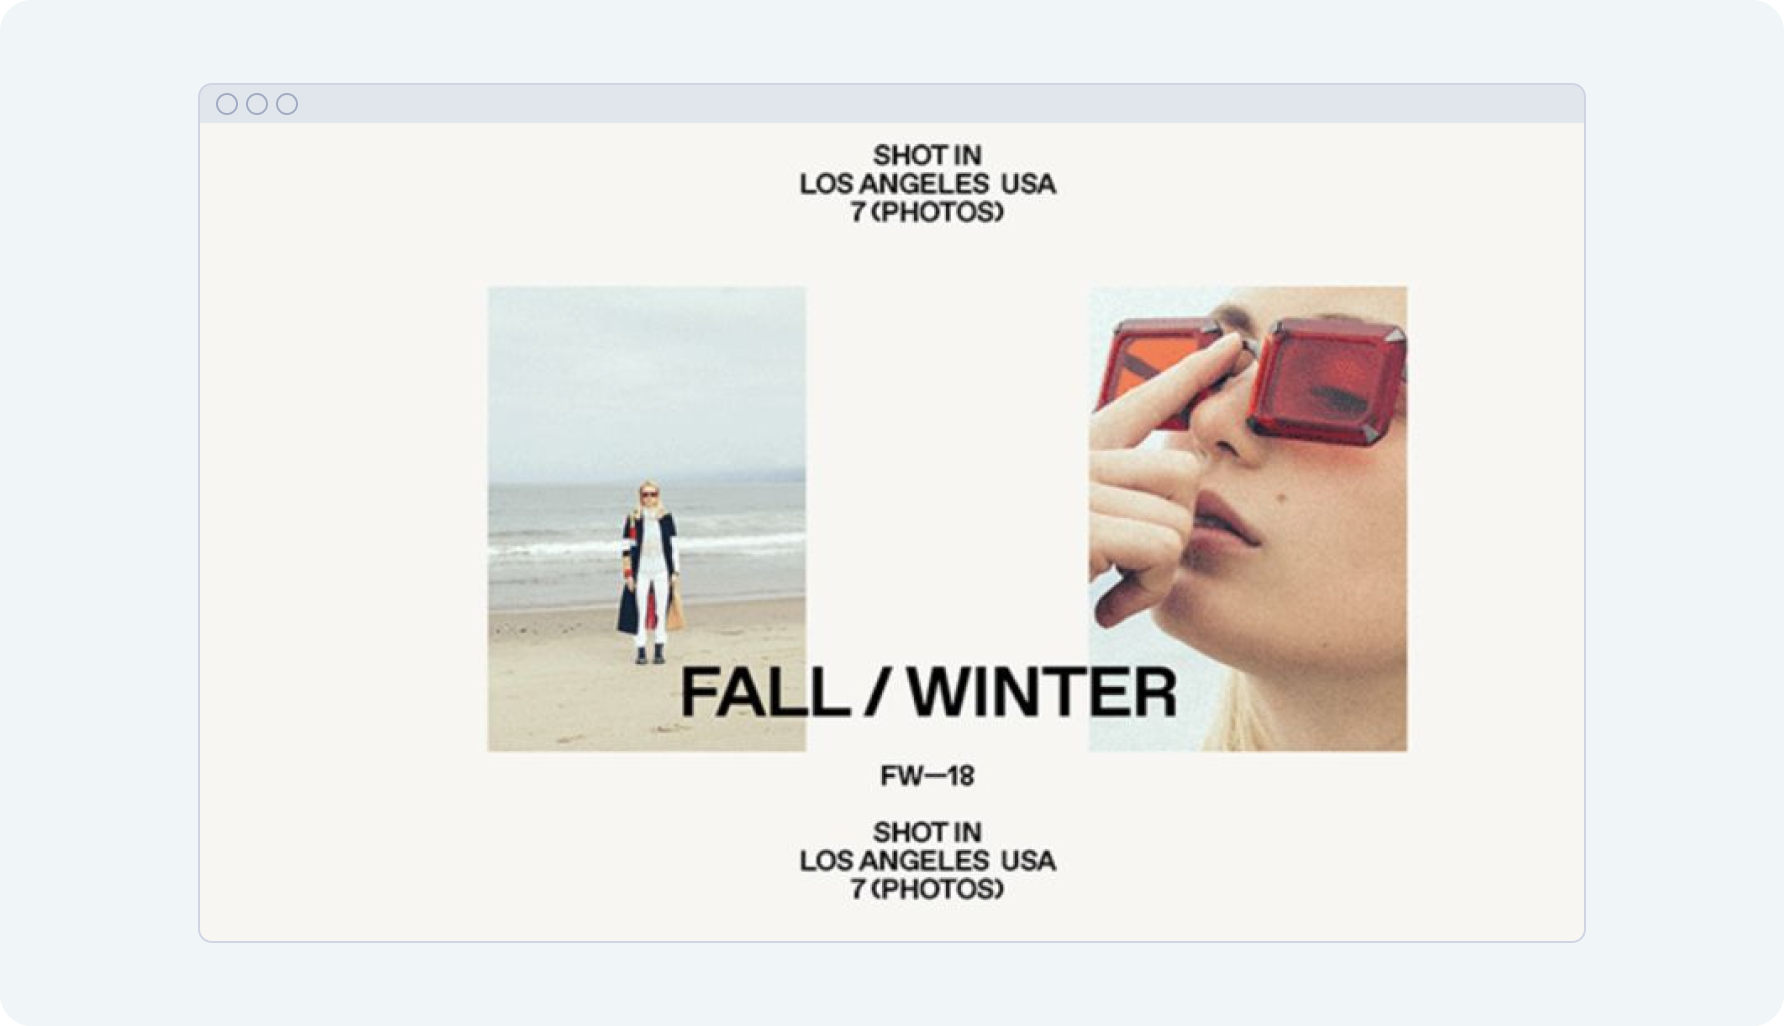 SHOT IN
LOS ANGELES USA
7 (PHOTOS)
FALL / WINTER
FW—18
SHOT IN
LOS ANGELES USA
7 (PHOTOS)